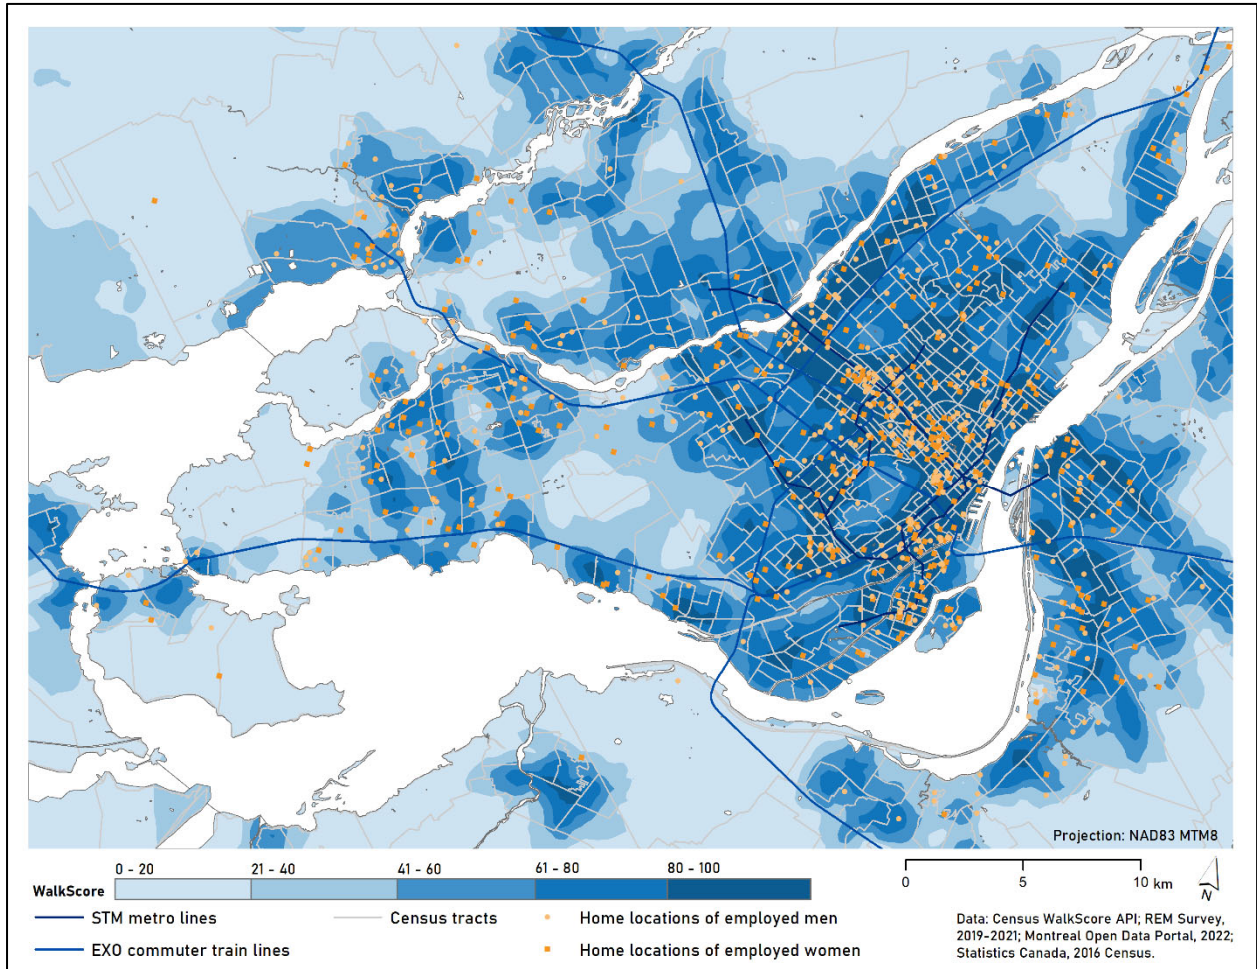 Projection: NAD83 MTM8
0 - 20
21 - 40
41 - 60
61 - 80
80 - 100
WalkScore
0
5
10 km
N
STM metro lines
Census tracts
Home locations of employed men
EXO commuter train lines
Home locations of employed women
Data: Census WalkScore API; REM Survey,
2019-2021; Montreal Open Data Portal, 2022;
Statistics Canada, 2016 Census.